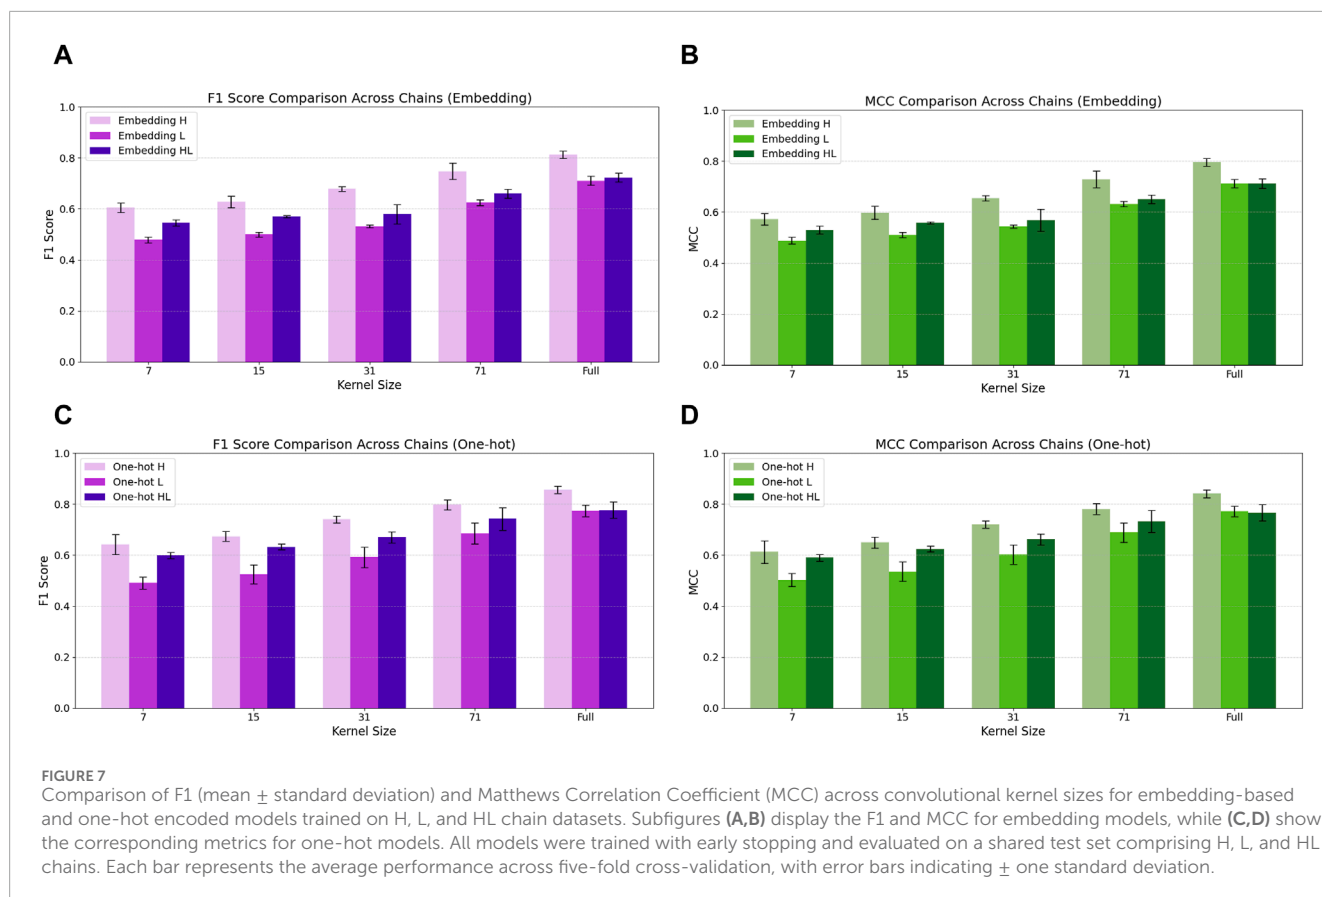 A
F1 Score Comparison Across Chains (Embedding)
F1 Score
1.0
0.8
0.6
0.4
0.2
0.0
Embedding H
Embedding L
Embedding HL
7 15 31 71 Full
Kernel Size
B
MCC Comparison Across Chains (Embedding)
MCC
1.0
0.8
0.6
0.4
0.2
0.0
Embedding H
Embedding L
Embedding HL
7 15 31 71 Full
Kernel Size
C
F1 Score Comparison Across Chains (One-hot)
F1 Score
1.0
0.8
0.6
0.4
0.2
0.0
One-hot H
One-hot L
One-hot HL
7 15 31 71 Full
Kernel Size
D
MCC Comparison Across Chains (One-hot)
MCC
1.0
0.8
0.6
0.4
0.2
0.0
One-hot H
One-hot L
One-hot HL
7 15 31 71 Full
Kernel Size
FIGURE 7
Comparison of F1 (mean ± standard deviation) and Matthews Correlation Coefficient (MCC) across convolutional kernel sizes for embedding-based
and one-hot encoded models trained on H, L, and HL chain datasets. Subfigures (A,B) display the F1 and MCC for embedding models, while (C,D) show
the corresponding metrics for one-hot models. All models were trained with early stopping and evaluated on a shared test set comprising H, L, and HL
chains. Each bar represents the average performance across five-fold cross-validation, with error bars indicating ± one standard deviation.